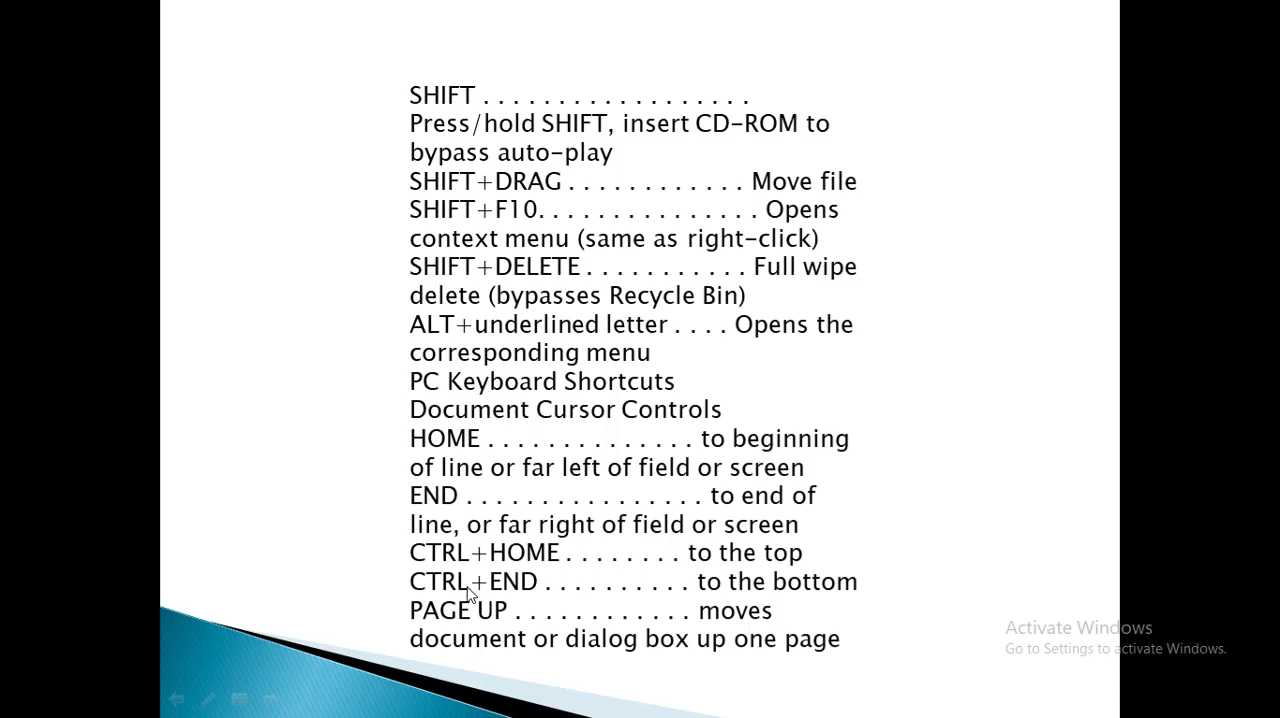 SHIFT . . . . . . . . . . . . . . . . . .
Press/hold SHIFT, insert CD-ROM to
bypass auto-play
SHIFT+DRAG . . . . . . . . . . . . Move file
SHIFT+F10. . . . . . . . . . . . . . . Opens
context menu (same as right-click)
SHIFT+DELETE . . . . . . . . . . . Full wipe
delete (bypasses Recycle Bin)
ALT+underlined letter . . . . Opens the
corresponding menu
PC Keyboard Shortcuts
Document Cursor Controls
HOME . . . . . . . . . . . . . . to beginning
of line or far left of field or screen
END . . . . . . . . . . . . . . . . to end of
line, or far right of field or screen
CTRL+HOME . . . . . . . . to the top
CTRL+END . . . . . . . . . . to the bottom
PAGE UP . . . . . . . . . . . . moves
document or dialog box up one page
Activate Windows
Go to Settings to activate Windows.